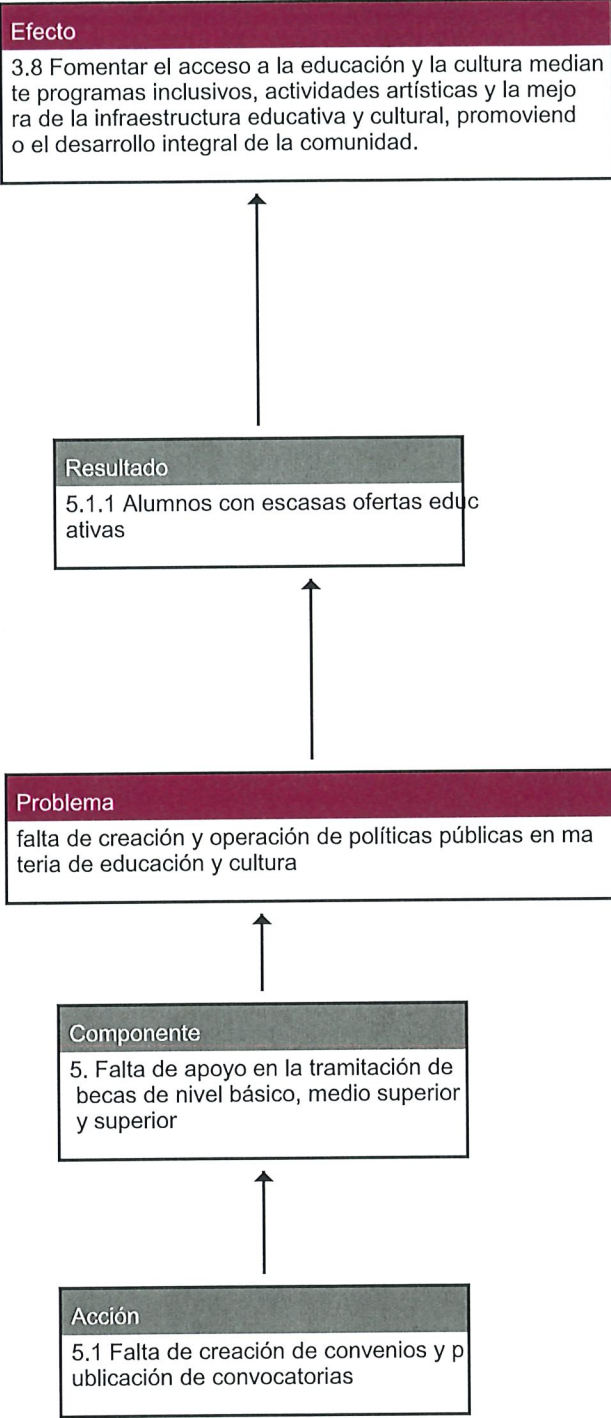 Efecto
3.8 Fomentar el acceso a la educación y la cultura median
te programas inclusivos, actividades artísticas y la mejo
ra de la infraestructura educativa y cultural, promoviend
o el desarrollo integral de la comunidad.
Resultado
5.1.1 Alumnos con escasas ofertas educ
ativas
Problema
falta de creación y operación de políticas públicas en ma
teria de educación y cultura
Componente
5. Falta de apoyo en la tramitación de
becas de nivel básico, medio superior
y superior
Acción
5.1 Falta de creación de convenios y p
ublicación de convocatorias